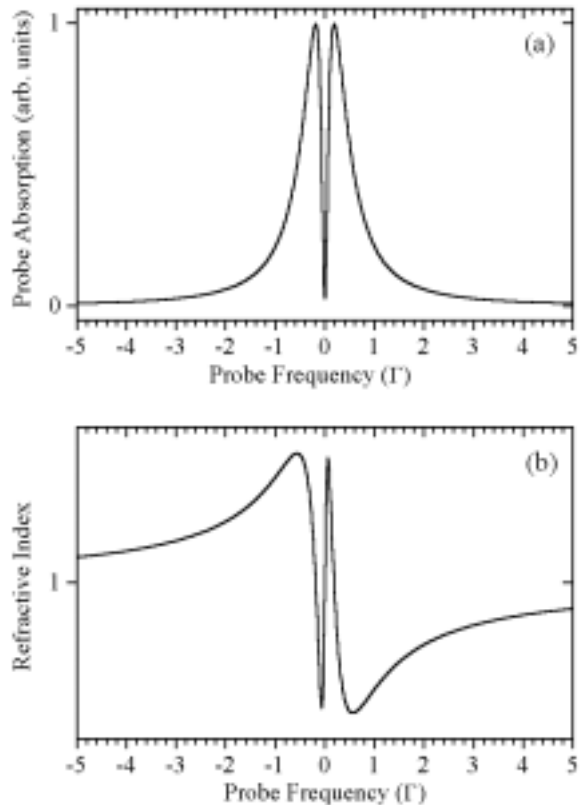 Probe Absorption (arb. units)
1
0
(a)
-5 -4 -3 -2 -1 0 1 2 3 4 5
Probe Frequency (Γ)
Refractive Index
1
(b)
-5 -4 -3 -2 -1 0 1 2 3 4 5
Probe Frequency (Γ)